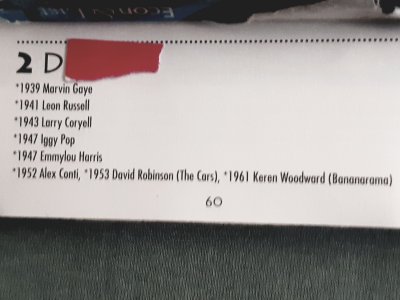 2 D
*1939 Marvin Gaye
*1941 Leon Russell
*1943 Larry Coryell
*1947 Iggy Pop
*1947 Emmylou Harris
*1952 Alex Conti, *1953 David Robinson (The Cars), *1961 Keren Woodward (Bananarama)
60